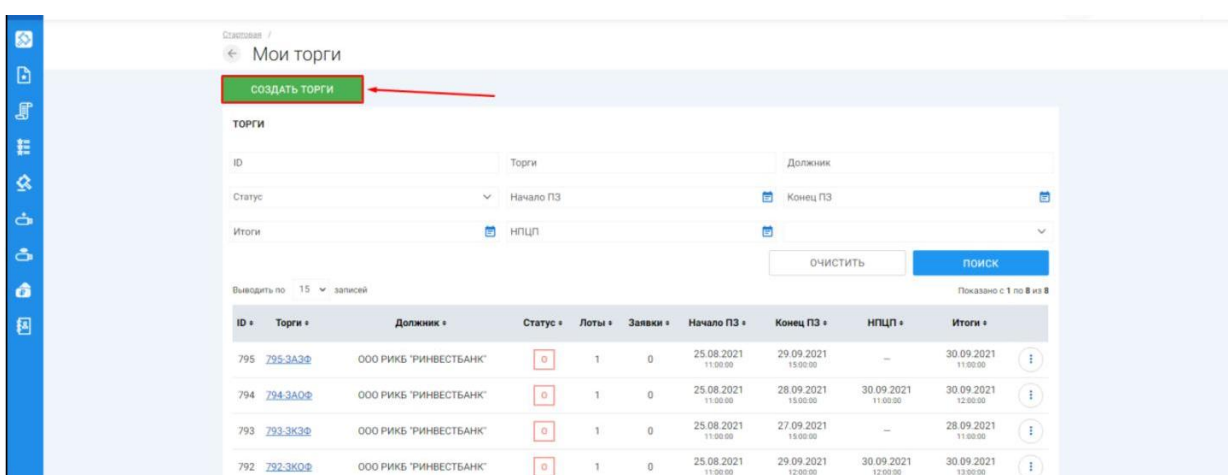 Стартовая /
← Мои торги
СОЗДАТЬ ТОРГИ
ТОРГИ
ID Торги Должник
Статус Начало ПЗ Конец ПЗ
Итоги НПЦП
ОЧИСТИТЬ ПОИСК
Выводить по 15 записей Показано с 1 по 8 из 8
ID Торги Должник Статус Лоты Заявки Начало ПЗ Конец ПЗ НПЦП Итоги
795 795-ЗАЗФ ООО РИКБ "РИНВЕСТБАНК" О 1 0 25.08.2021 29.09.2021 – 30.09.2021
11:00:00 15:00:00 11:00:00
794 794-ЗАОФ ООО РИКБ "РИНВЕСТБАНК" О 1 0 25.08.2021 28.09.2021 30.09.2021 30.09.2021
11:00:00 15:00:00 11:00:00 12:00:00
793 793-ЗКЗФ ООО РИКБ "РИНВЕСТБАНК" О 1 0 25.08.2021 27.09.2021 – 28.09.2021
11:00:00 15:00:00 11:00:00
792 792-ЗКОФ ООО РИКБ "РИНВЕСТБАНК" О 1 0 25.08.2021 29.09.2021 30.09.2021 30.09.2021
11:00:00 12:00:00 12:00:00 13:00:00